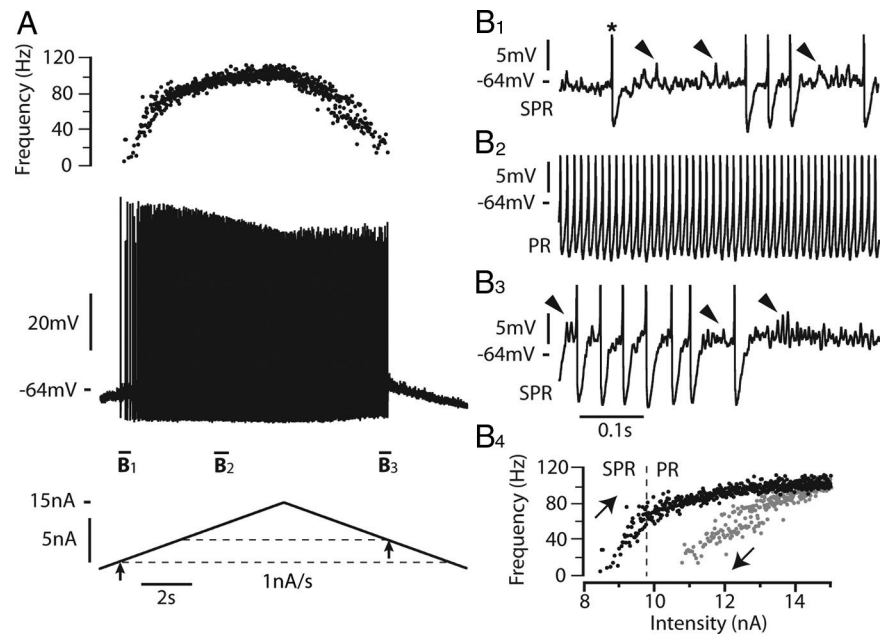 A
Frequency (Hz)
120
80
40
0
20mV
-64mV
B1
B2
B3
15nA
5nA
2s
1nA/s
B1
*
5mV
-64mV
SPR
B2
5mV
-64mV
PR
B3
5mV
-64mV
SPR
0.1s
B4
Frequency (Hz)
120
80
40
0
SPR
PR
8
10
12
14
Intensity (nA)